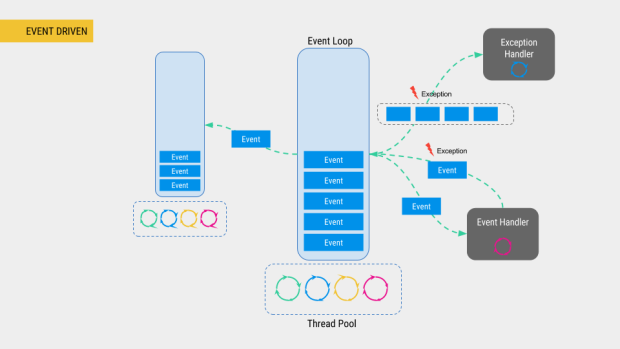 EVENT DRIVEN
Event Loop
Exception
Handler
Exception
Event
Event
Event
Event
Event
Event
Event
Event
Event
Exception
Event
Event
Event Handler
Thread Pool